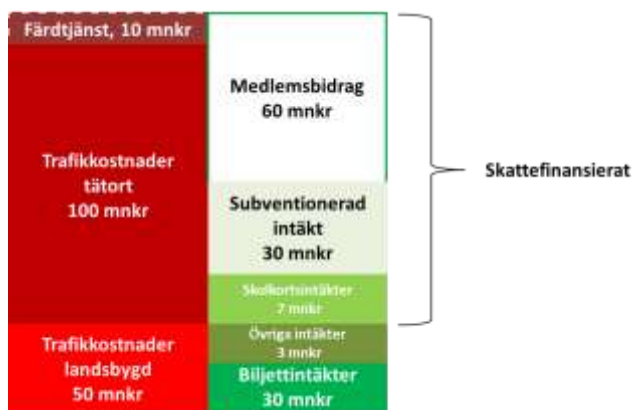 Färdtjänst, 10 mnkr
Trafikkostnader
tätort
100 mnkr
Trafikkostnader
landsbygd
50 mnkr
Medlemsbidrag
60 mnkr
Subventionerad
intäkt
30 mnkr
Skolkortsintäkter
7 mnkr
Övriga intäkter
3 mnkr
Biljettintäkter
30 mnkr
Skattefinansierat